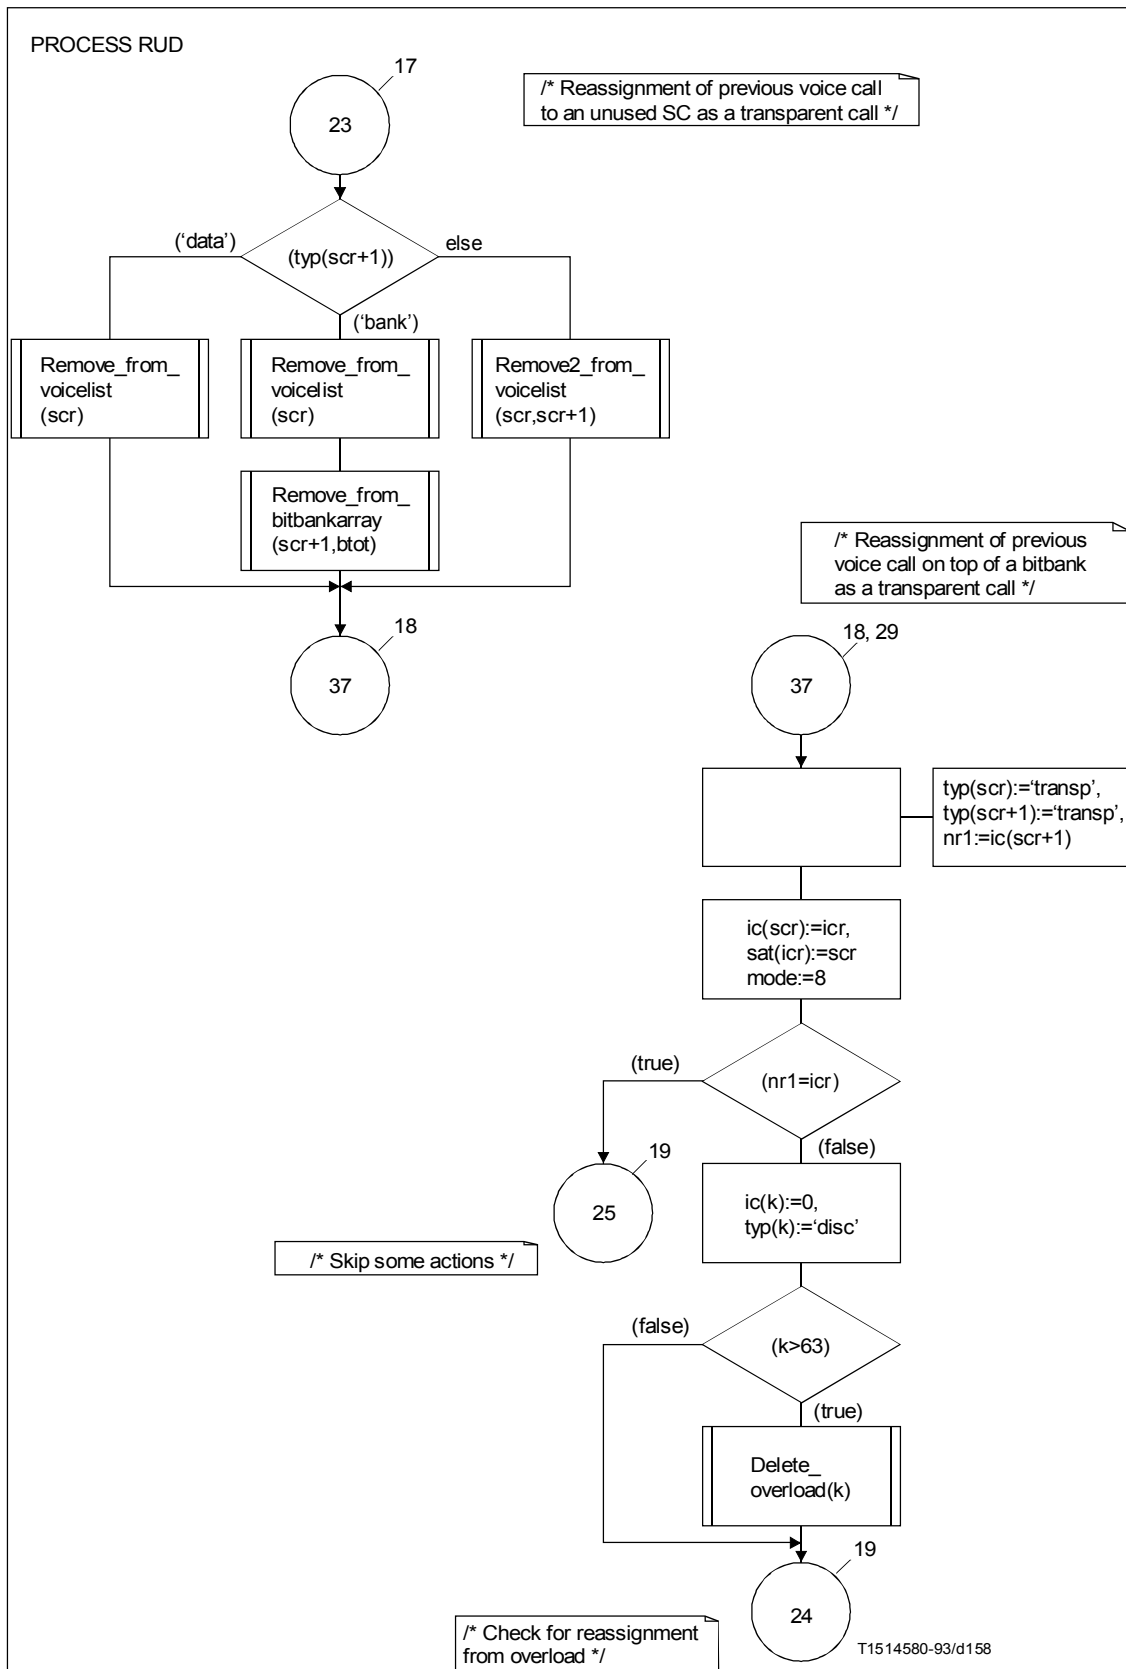 PROCESS RUD
17
/* Reassignment of previous voice call
to an unused SC as a transparent call */
23
(‘data’)
(typ(scr+1))
else
(‘bank’)
Remove_from_
voicelist
(scr)
Remove_from_
voicelist
(scr)
Remove2_from_
voicelist
(scr,scr+1)
Remove_from_
bitbankarray
(scr+1,btot)
/* Reassignment of previous
voice call on top of a bitbank
as a transparent call */
18
37
18, 29
37
typ(scr):=‘transp’,
typ(scr+1):=‘transp’,
nr1:=ic(scr+1)
ic(scr):=icr,
sat(icr):=scr
mode:=8
(true)
(nr1=icr)
(false)
19
25
/* Skip some actions */
ic(k):=0,
typ(k):=‘disc’
(false)
(k>63)
(true)
Delete_
overload(k)
19
24
/* Check for reassignment
from overload */
T1514580-93/d158